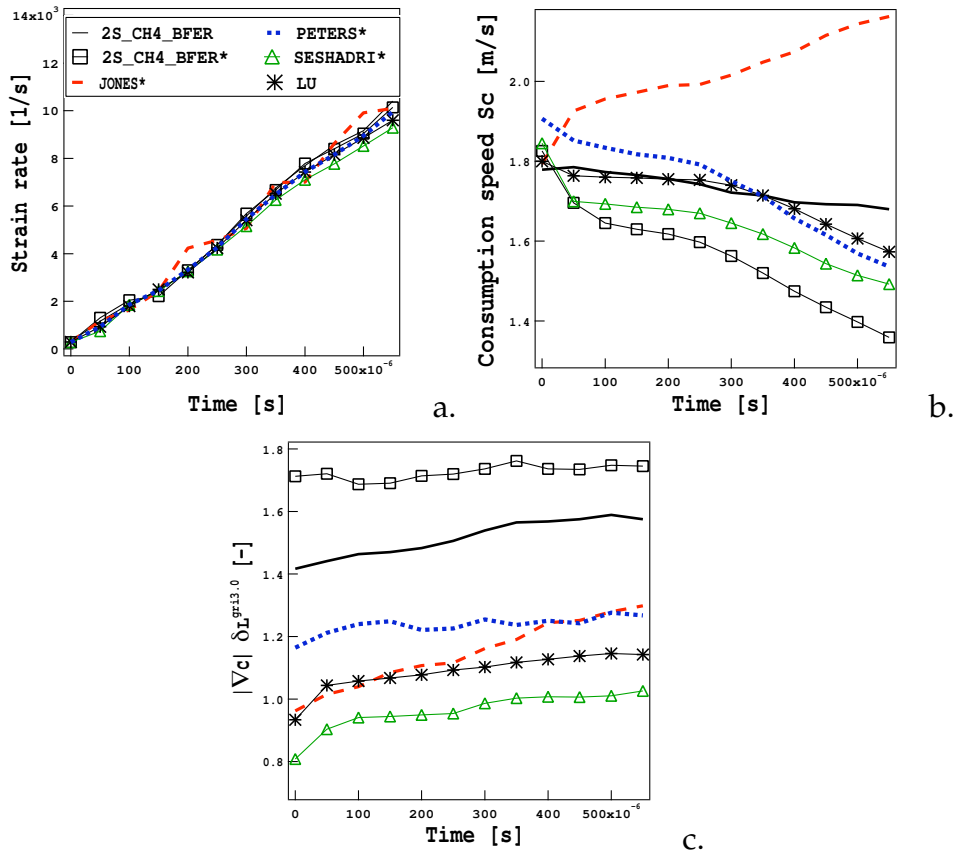 14x10³
12
10
8
6
4
2
0
Strain rate [1/s]
2S_CH4_BFER
2S_CH4_BFER*
JONES*
PETERS*
SESHADRI*
LU
0
100
200
300
400
500x10⁻⁶
Time [s]
a.
2.0
1.8
1.6
1.4
Consumption speed Sc [m/s]
0
100
200
300
400
500x10⁻⁶
Time [s]
b.
1.8
1.6
1.4
1.2
1.0
0.8
|∇c| δL^gri3.0 [-]
0
100
200
300
400
500x10⁻⁶
Time [s]
c.